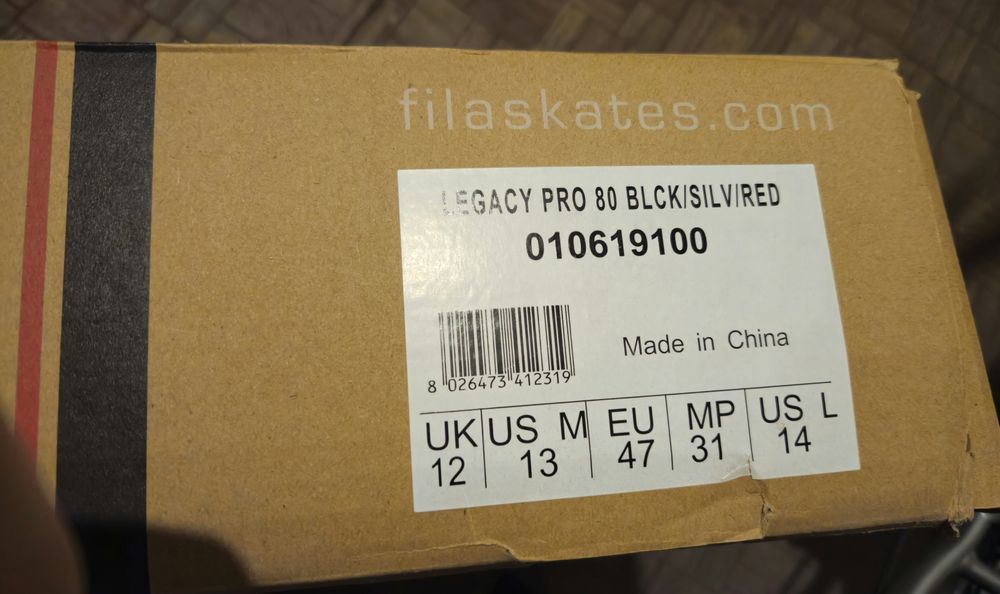 filaskates.com
LEGACY PRO 80 BLCK/SILV/RED
010619100
Made in China
8 026473 412319
UK US M EU MP US L
12 13 47 31 14